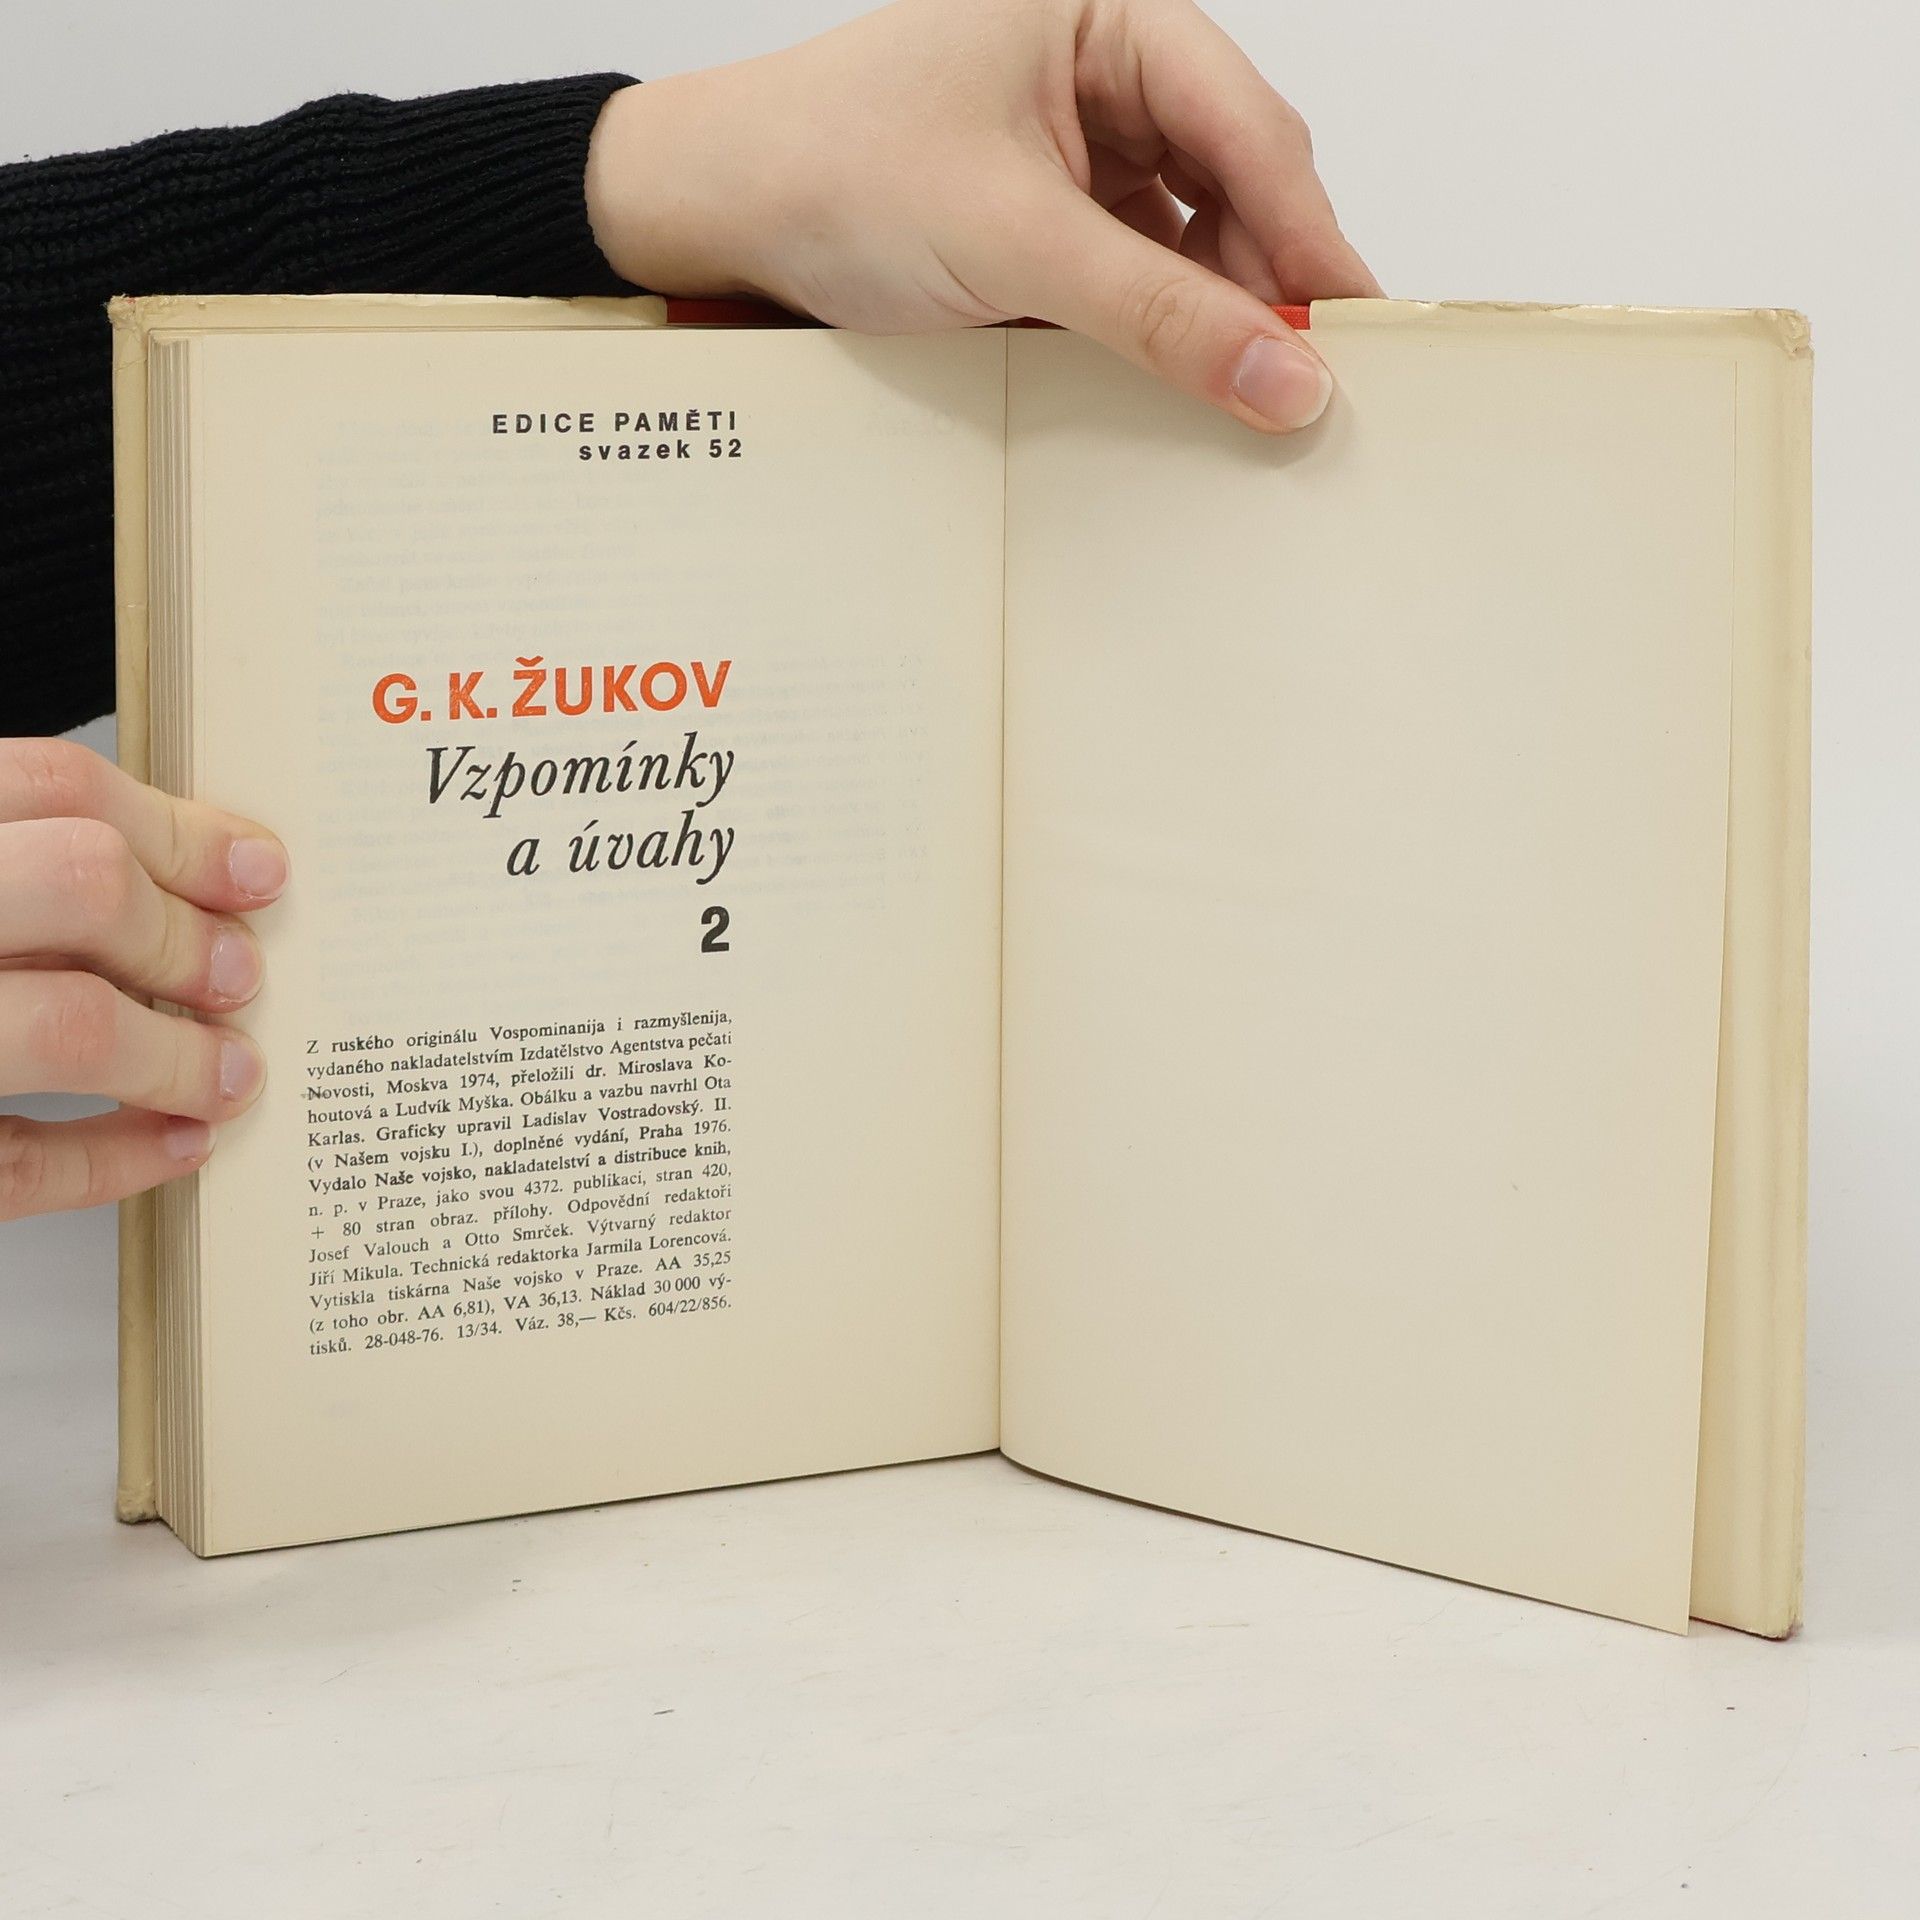 EDICE PAMĚTI
svazek 52
G. K. ŽUKOV
Vzpomínky
a úvahy
2
Z ruského originálu Vospominanija i razmyšlenija,
vydaného nakladatelstvím Izdatělstvo Agentstva pečati
Novosti, Moskva 1974, přeložili dr. Miroslava Ko-
houtová a Ludvík Myška. Obálku a vazbu navrhl Ota
Karlas. Graficky upravil Ladislav Vostradovský. II.
(v Našem vojsku I.), doplněné vydání, Praha 1976.
Vydalo Naše vojsko, nakladatelství a distribuce knih,
n. p. v Praze, jako svou 4372. publikaci, stran 420,
+ 80 stran obraz. přílohy. Odpovědní redaktoři
Josef Valouch a Otto Smrček. Výtvarný redaktor
Jiří Mikula. Technická redaktorka Jarmila Lorencová.
Vytiskla tiskárna Naše vojsko v Praze. AA 35,25
(z toho obr. AA 6,81), VA 36,13. Náklad 30 000 vý-
tisků. 28-048-76. 13/34. Váz. 38,— Kčs. 604/22/856.